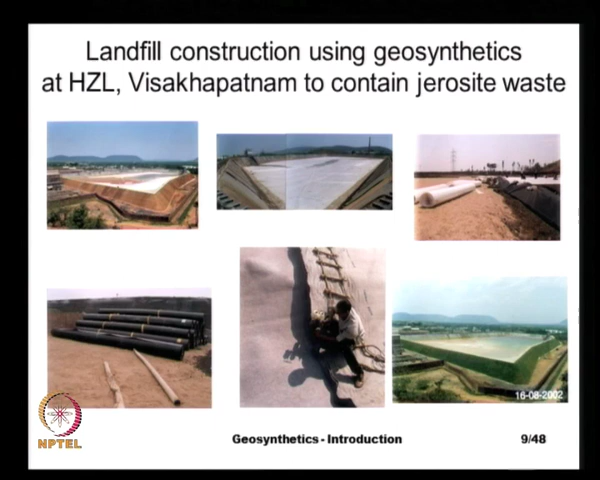 Landfill construction using geosynthetics
at HZL, Visakhapatnam to contain jerosite waste
16-08-2002
NPTEL
Geosynthetics - Introduction
9/48